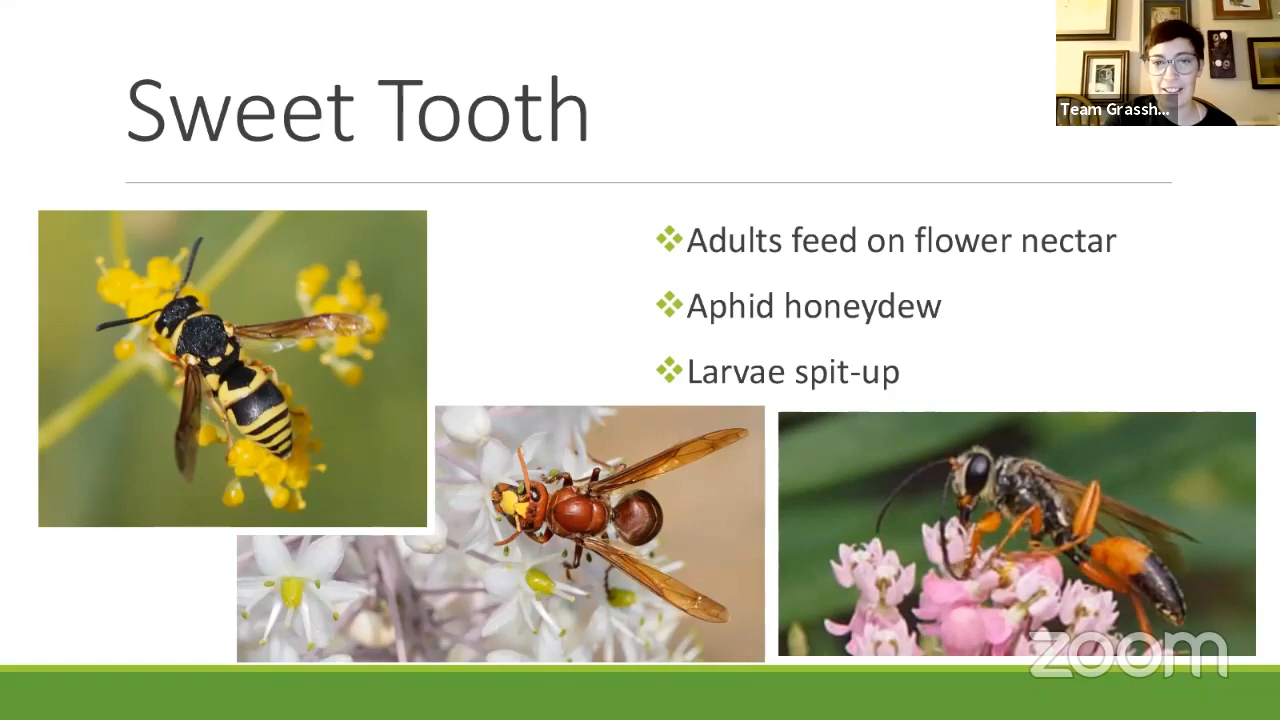 Sweet Tooth
Team Grassh...
Adults feed on flower nectar
Aphid honeydew
Larvae spit-up
zoom